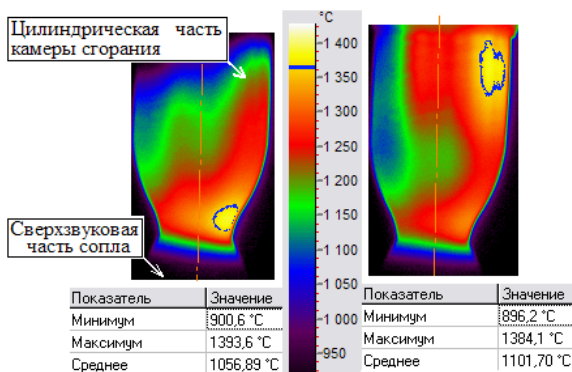 Цилиндрическая часть
камеры сгорания
Сверхзвуковая
часть сопла
°C
1 400
1 350
1 300
1 250
1 200
1 150
1 100
1 050
1 000
950
Показатель Значение
Минимум 900,6 °C
Максимум 1393,6 °C
Среднее 1056,89 °C
Показатель Значение
Минимум 896,2 °C
Максимум 1384,1 °C
Среднее 1101,70 °C